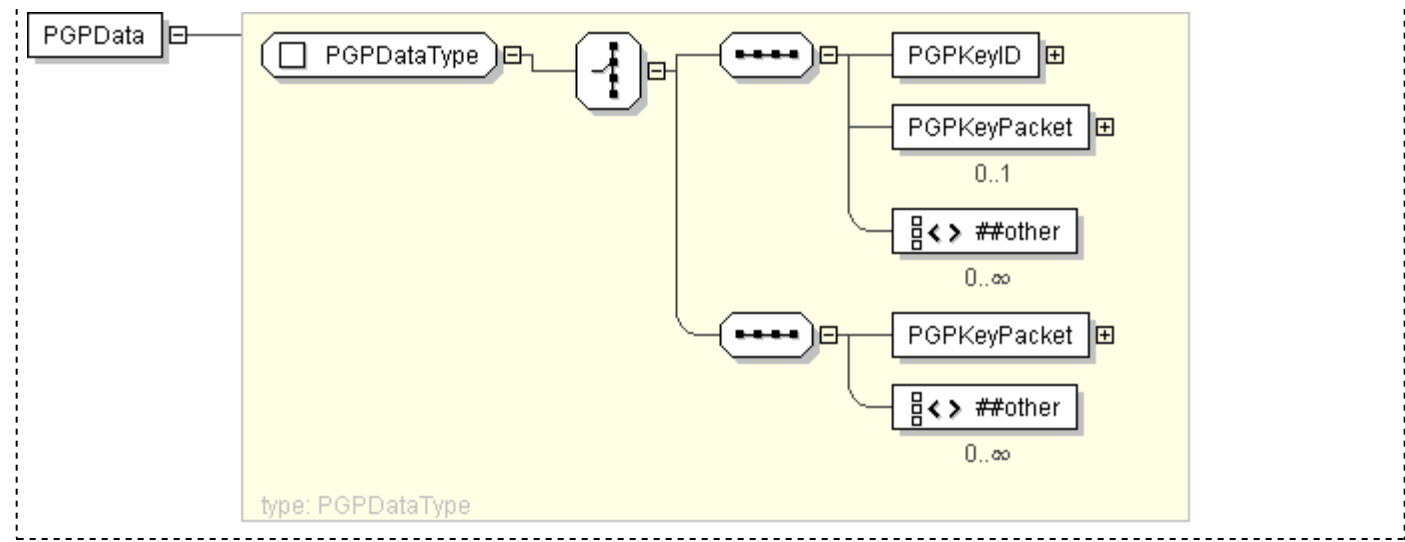 PGPData
PGPDataType
PGPKeyID
PGPKeyPacket
0..1
##other
0..∞
PGPKeyPacket
##other
0..∞
type: PGPDataType